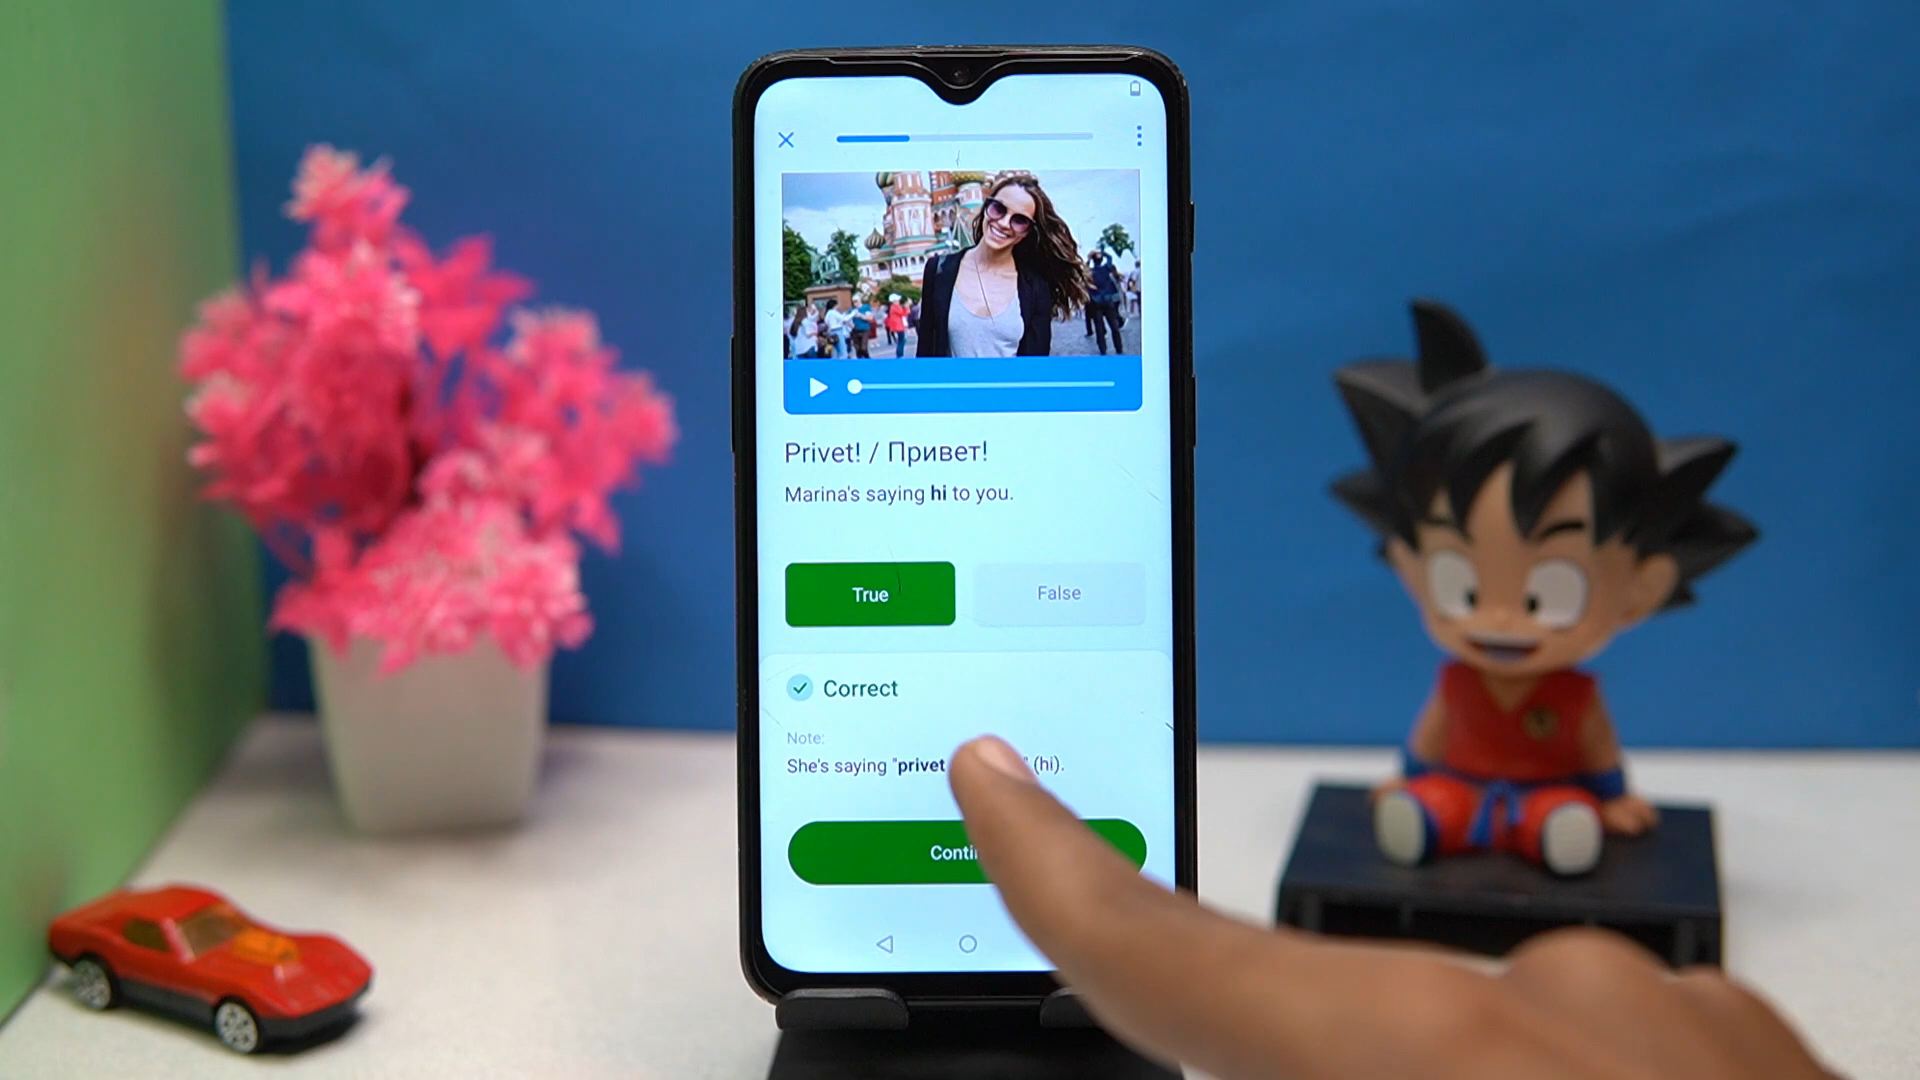 Privet! / Привет!
Marina's saying hi to you.
True
False
Correct
Note:
She's saying "privet " (hi).